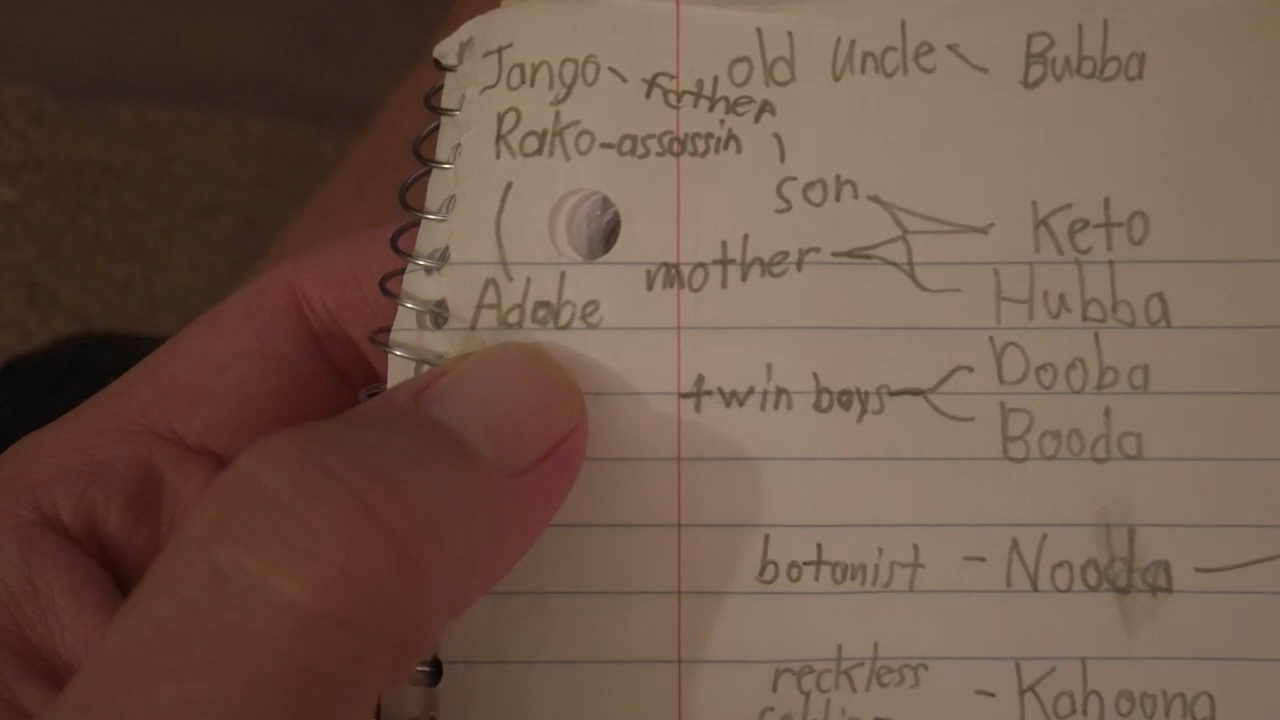 Jango - father old uncle - Bubba
Rako-assassin
son Keto
mother
Adobe Hubba
twin boys Dooba
Booda
botanist - Nooda -
reckless - Kahoona